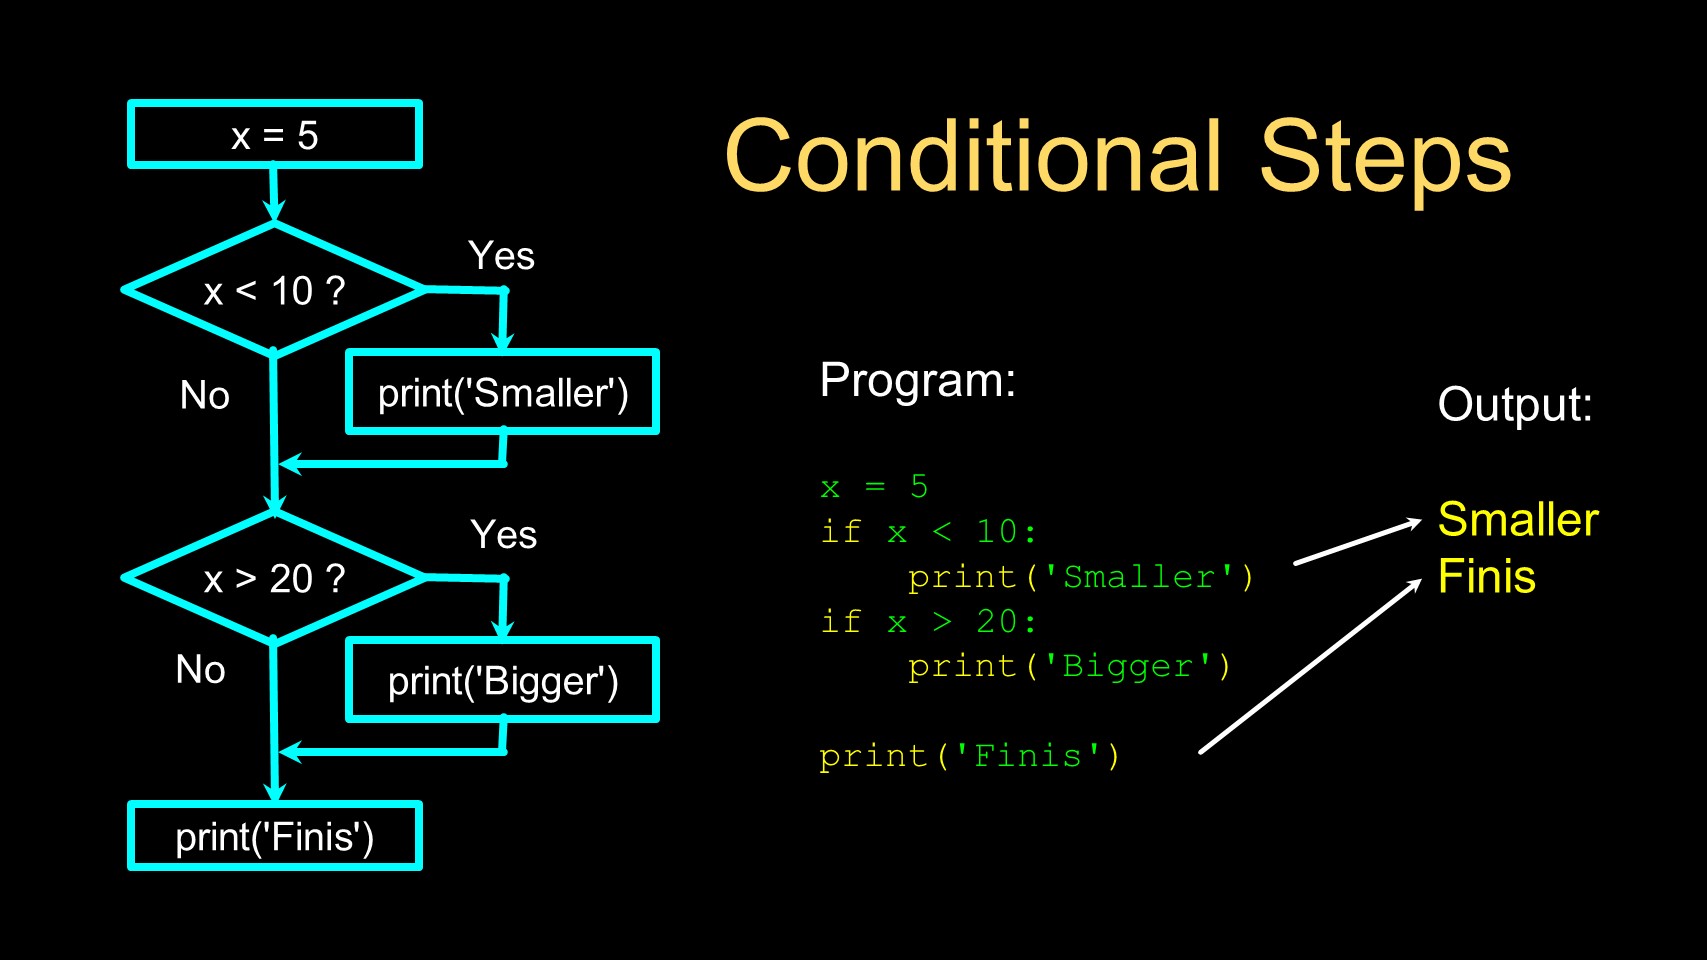 Conditional Steps
x = 5
x < 10 ?
Yes
No
print('Smaller')
x > 20 ?
Yes
No
print('Bigger')
print('Finis')
Program:
x = 5
if x < 10:
    print('Smaller')
if x > 20:
    print('Bigger')
print('Finis')
Output:
Smaller
Finis